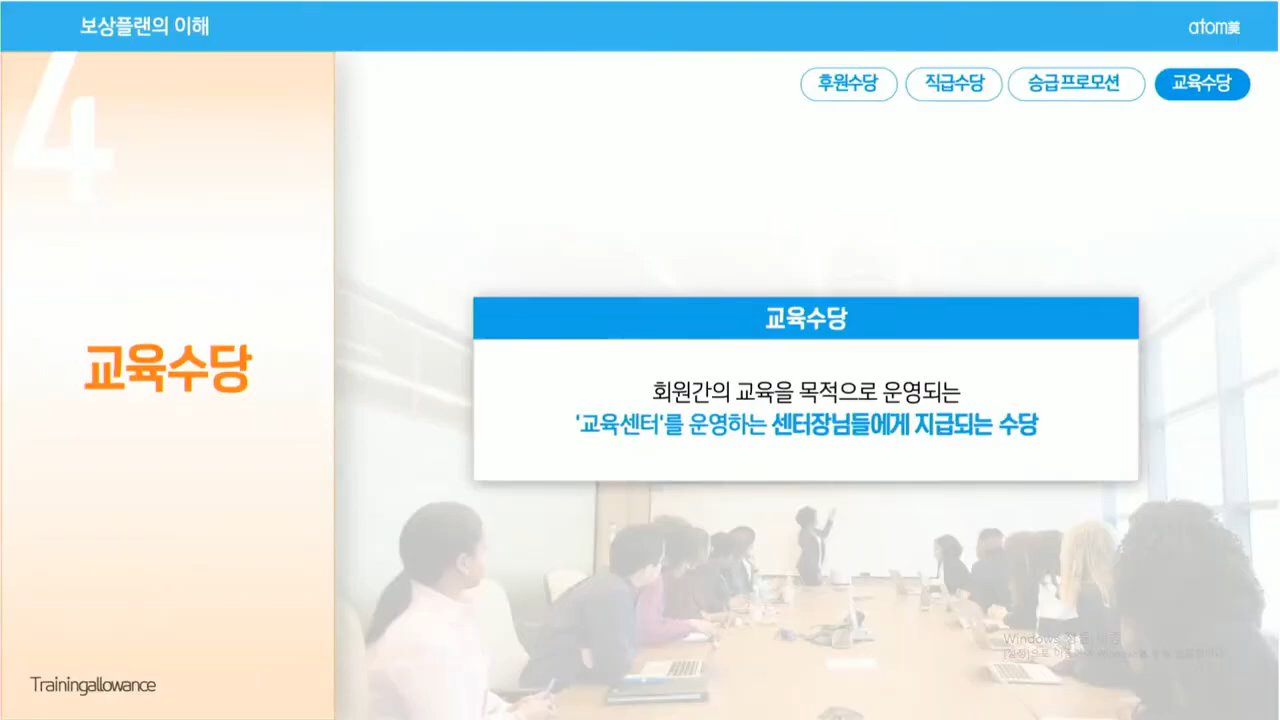 보상플랜의 이해
atom美
후원수당 직급수당 승급프로모션 교육수당
4
교육수당
교육수당
회원간의 교육을 목적으로 운영되는
'교육센터'를 운영하는 센터장님들에게 지급되는 수당
Windows
Trainingallowance